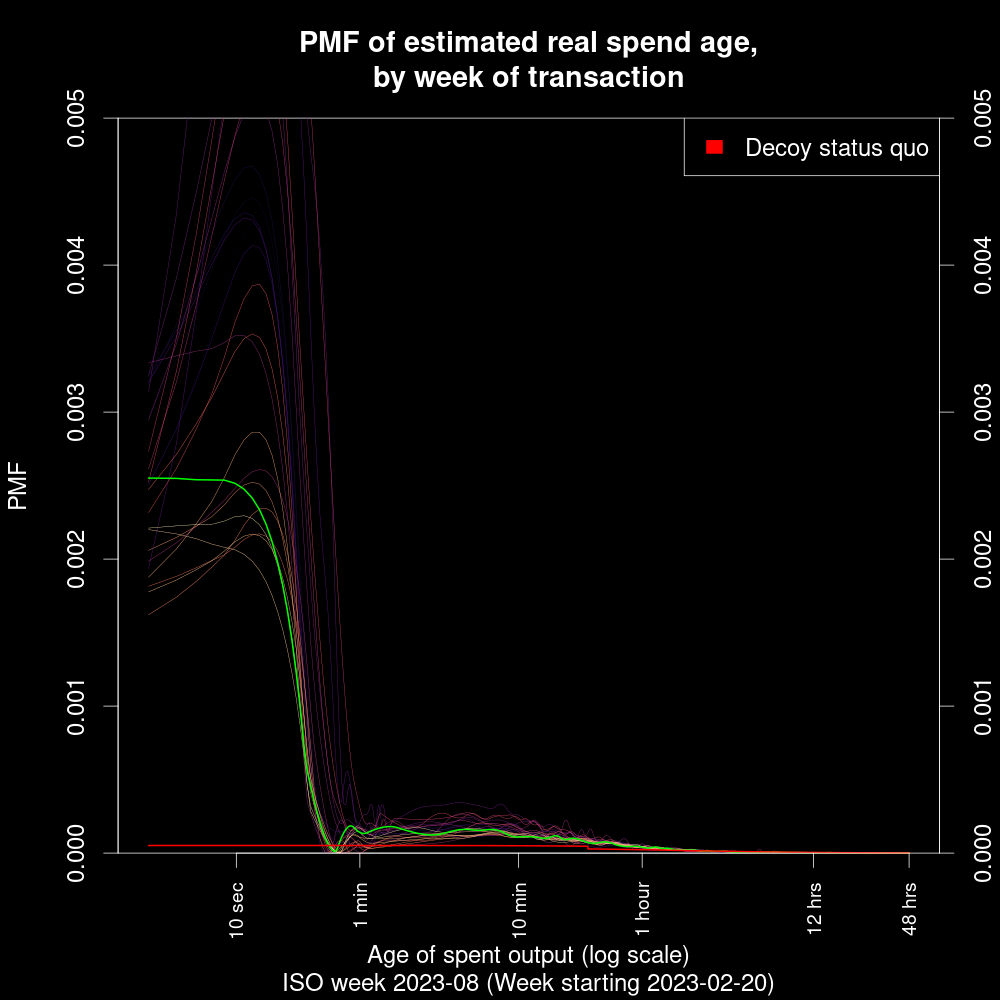 PMF of estimated real spend age,
by week of transaction
Decoy status quo
PMF
0.005
0.004
0.003
0.002
0.001
0.000
0.005
0.004
0.003
0.002
0.001
0.000
10 sec
1 min
10 min
1 hour
12 hrs
48 hrs
Age of spent output (log scale)
ISO week 2023-08 (Week starting 2023-02-20)